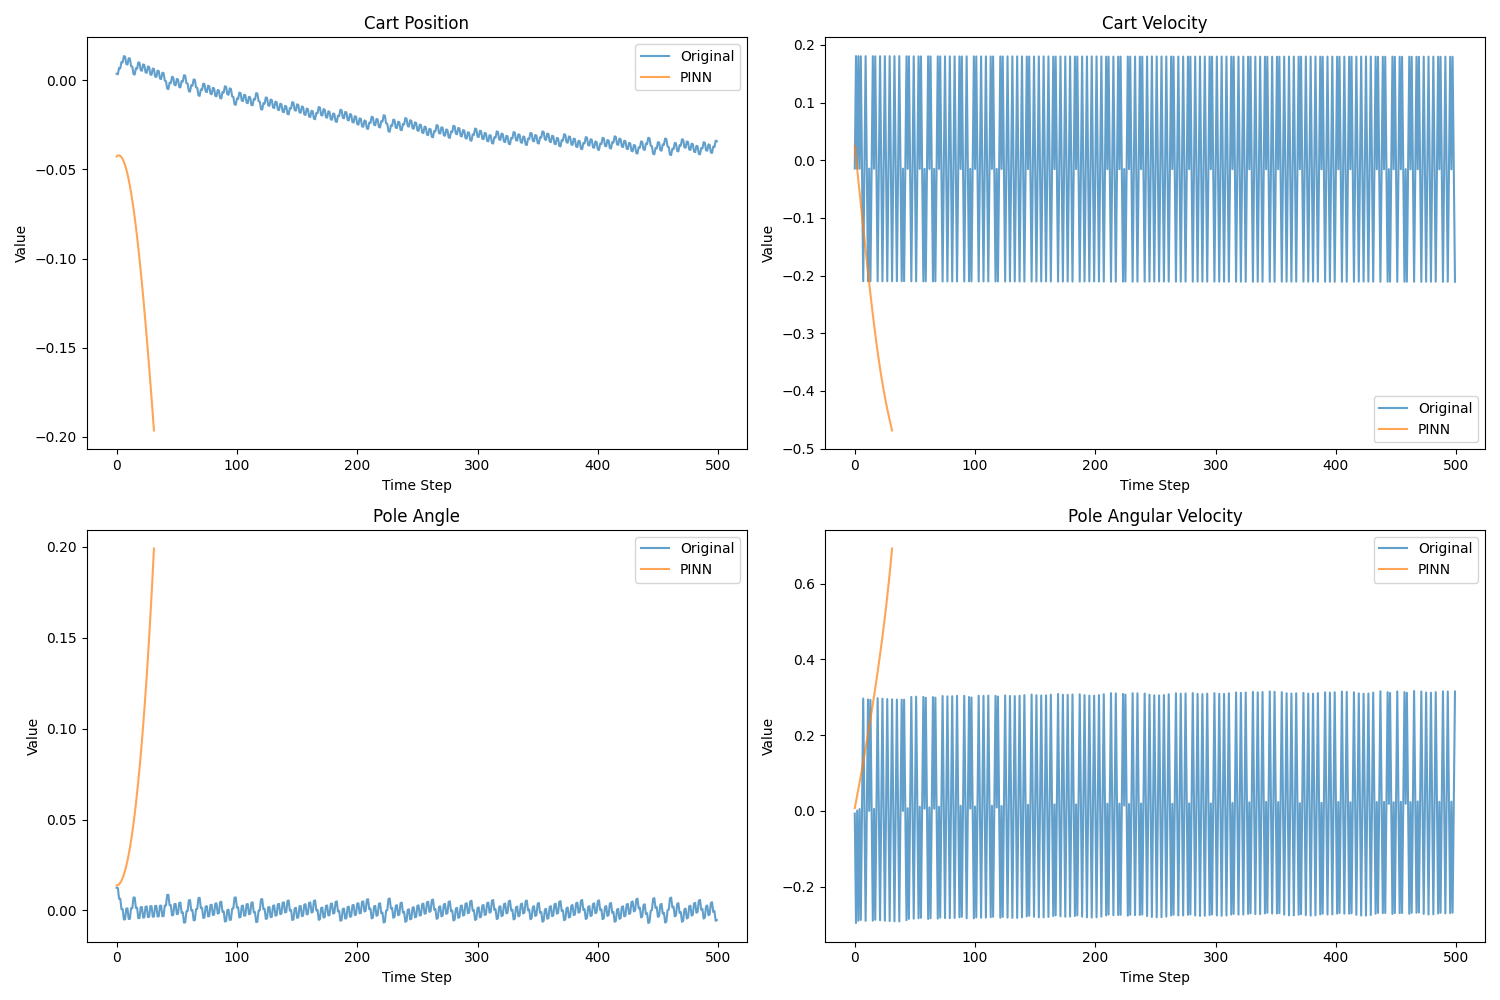 Cart Position
Value
0.00
−0.05
−0.10
−0.15
−0.20
Original
PINN
0 100 200 300 400 500
Time Step
Cart Velocity
Value
0.2
0.1
0.0
−0.1
−0.2
−0.3
−0.4
−0.5
Original
PINN
0 100 200 300 400 500
Time Step
Pole Angle
Value
0.20
0.15
0.10
0.05
0.00
Original
PINN
0 100 200 300 400 500
Time Step
Pole Angular Velocity
Value
0.6
0.4
0.2
0.0
−0.2
Original
PINN
0 100 200 300 400 500
Time Step